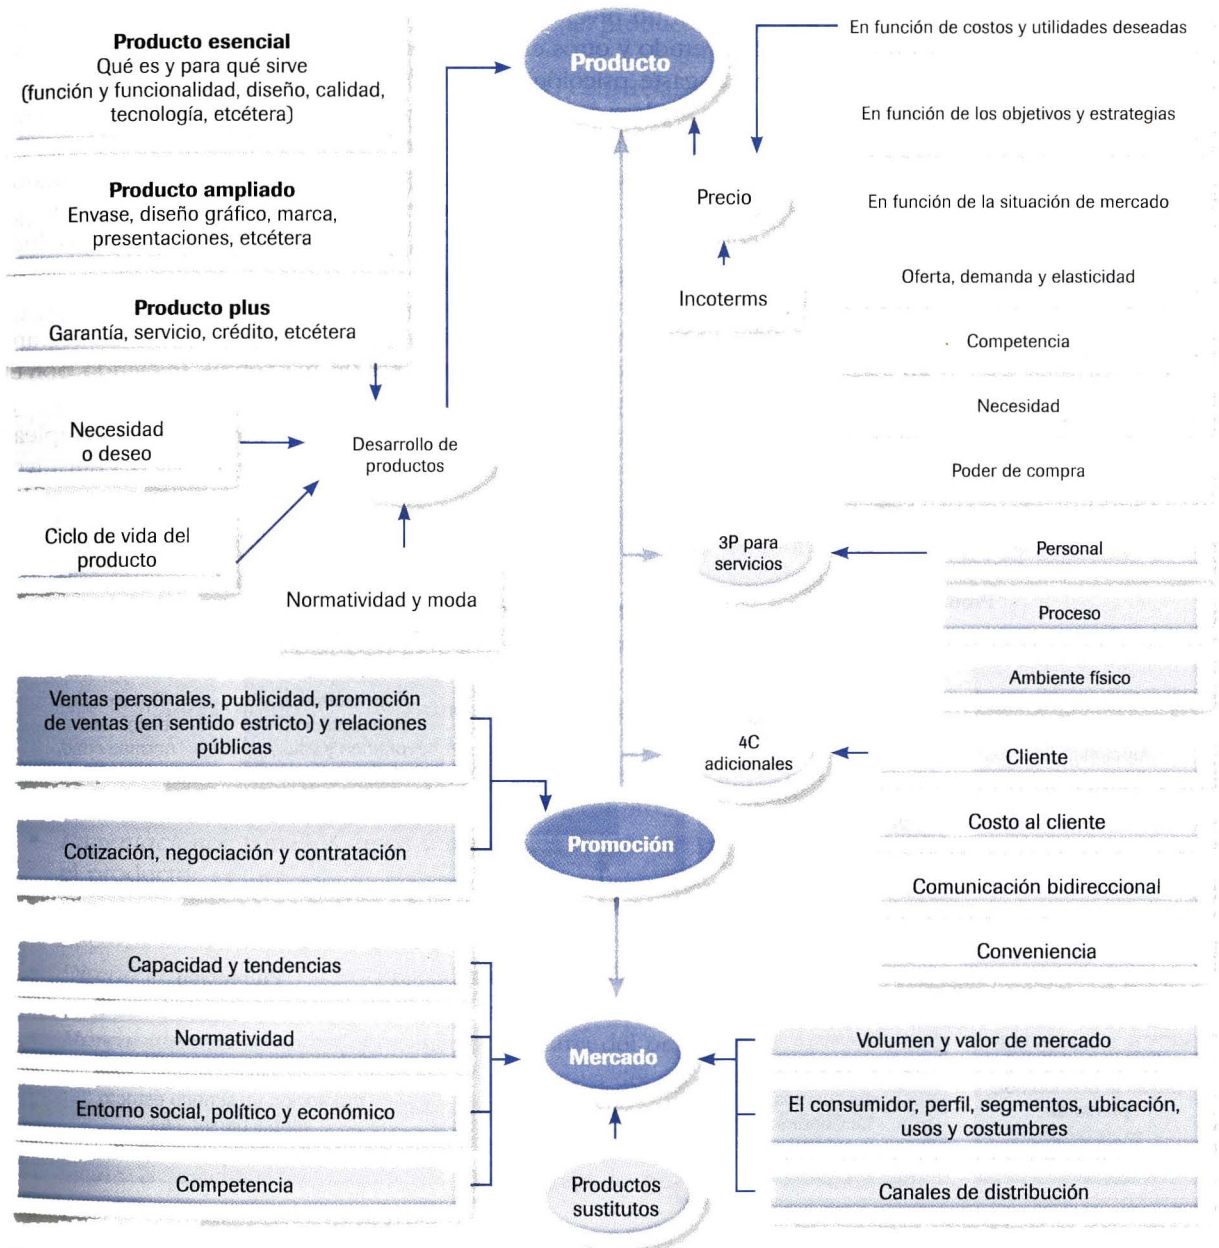 Producto esencial
Qué es y para qué sirve
(función y funcionalidad, diseño, calidad,
tecnología, etcétera)
Producto ampliado
Envase, diseño gráfico, marca,
presentaciones, etcétera
Producto plus
Garantía, servicio, crédito, etcétera
Necesidad
o deseo
Ciclo de vida del
producto
Desarrollo de
productos
Normatividad y moda
Producto
Precio
Incoterms
En función de costos y utilidades deseadas
En función de los objetivos y estrategias
En función de la situación de mercado
Oferta, demanda y elasticidad
Competencia
Necesidad
Poder de compra
3P para
servicios
Personal
Proceso
Ambiente físico
4C
adicionales
Cliente
Costo al cliente
Comunicación bidireccional
Conveniencia
Ventas personales, publicidad, promoción
de ventas (en sentido estricto) y relaciones
públicas
Cotización, negociación y contratación
Promoción
Capacidad y tendencias
Normatividad
Entorno social, político y económico
Competencia
Mercado
Productos
sustitutos
Volumen y valor de mercado
El consumidor, perfil, segmentos, ubicación,
usos y costumbres
Canales de distribución